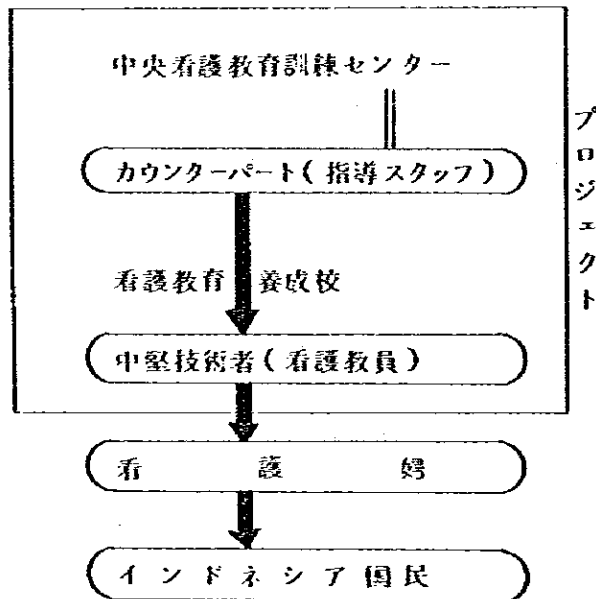 中央看護教育訓練センター
プロジェクト
カウンターパート(指導スタッフ)
看護教育 養成校
中堅技術者(看護教員)
看護婦
インドネシア国民